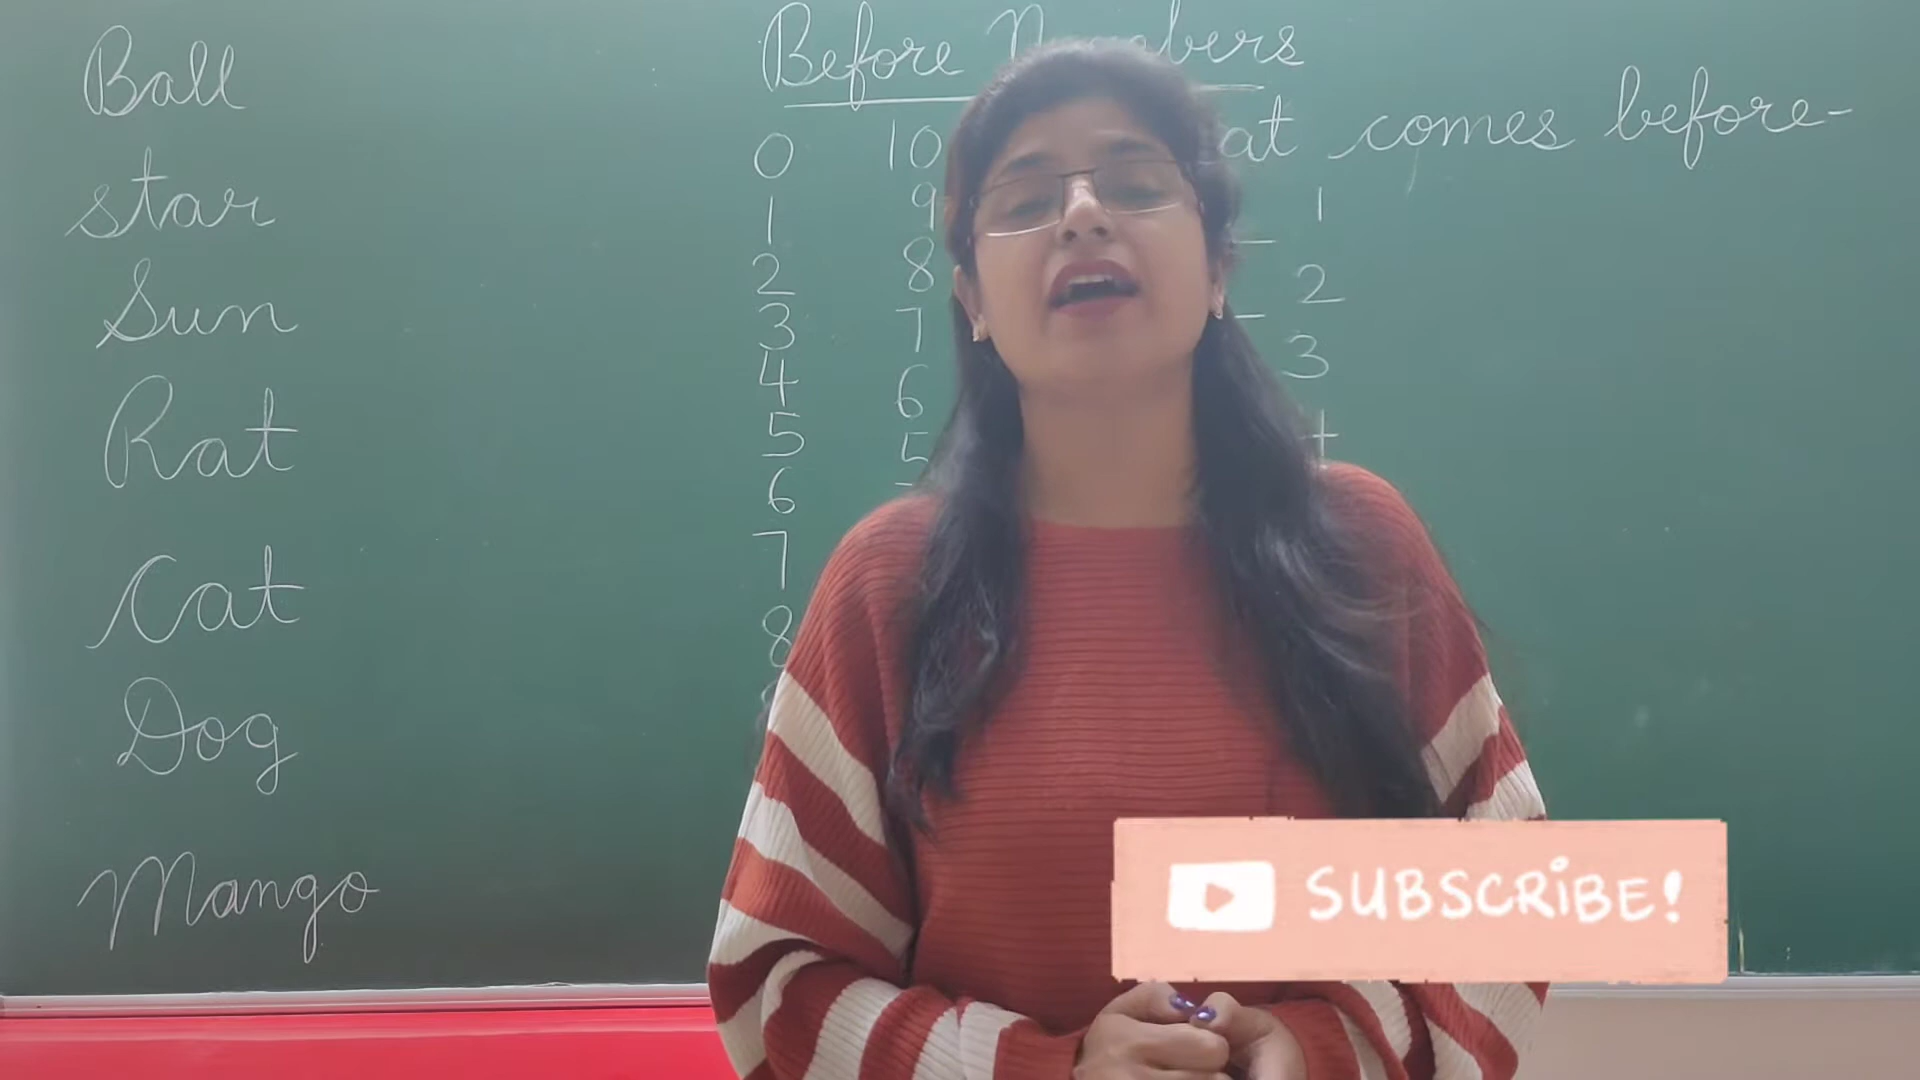 Ball
star
Sun
Rat
Cat
Dog
Mango
Before
0 10
1 9
2 8
3 7
4 6
5 5
6
7
8
comes before-
1
2
3
SUBSCRIBE!